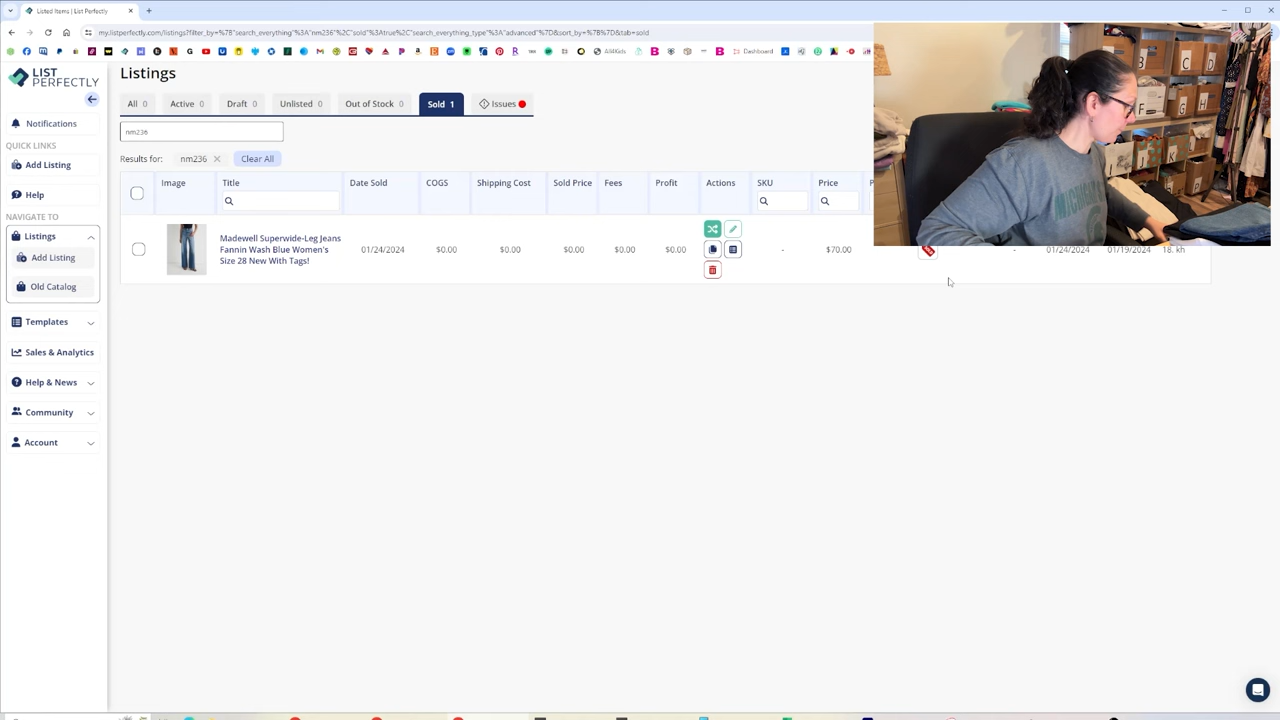 Listed Items | List Perfectly
my.listperfectly.com/listings?filter_by=%7B"search_everything"%3A"nm236"%2C"sold"%3Atrue%2C"search_everything_type"%3A"advanced"%7D&sort_by=%7B%7D&tab=sold
All4Kids
Dashboard
LIST
PERFECTLY
Notifications
QUICK LINKS
Add Listing
Help
NAVIGATE TO
Listings
Add Listing
Old Catalog
Templates
Sales & Analytics
Help & News
Community
Account
Listings
All 0 Active 0 Draft 0 Unlisted 0 Out of Stock 0 Sold 1 Issues
nm236
Results for: nm236 Clear All
Image Title Date Sold COGS Shipping Cost Sold Price Fees Profit Actions SKU Price
Madewell Superwide-Leg Jeans
Fannin Wash Blue Women's
Size 28 New With Tags!
01/24/2024 $0.00 $0.00 $0.00 $0.00 $0.00 - $70.00 - 01/24/2024 01/19/2024 18. kh
B C D
F G H
J K
MICHIGAN